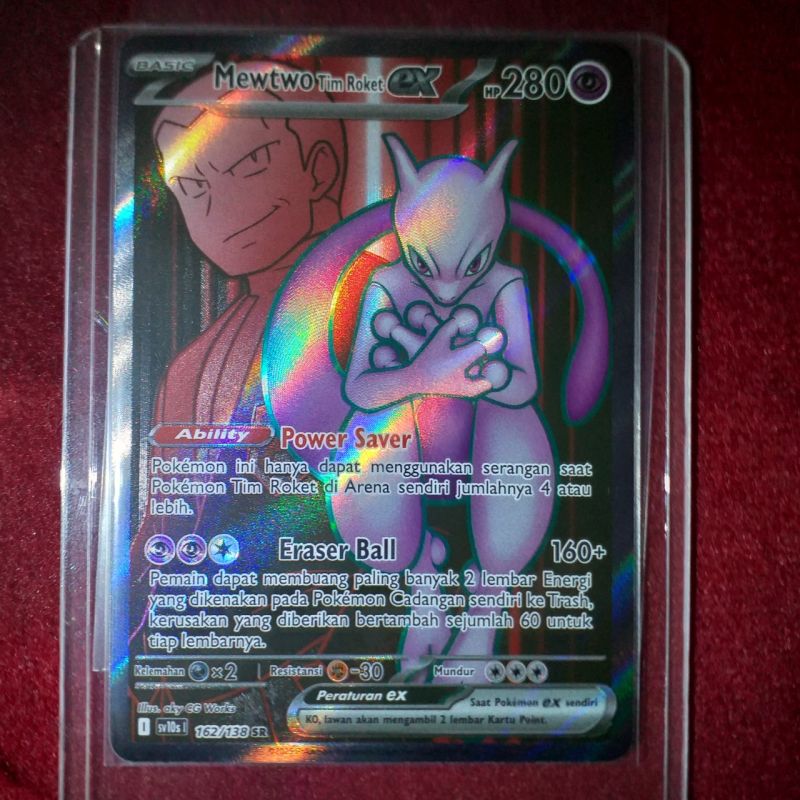 BASIC Mewtwo Tim Roket ex HP 280
Ability Power Saver
Pokémon ini hanya dapat menggunakan serangan saat
Pokémon Tim Roket di Arena sendiri jumlahnya 4 atau
lebih.
Eraser Ball 160+
Pemain dapat membuang paling banyak 2 lembar Energi
yang dikenakan pada Pokémon Cadangan sendiri ke Trash,
kerusakan yang diberikan bertambah sejumlah 60 untuk
tiap lembarnya.
Kelemahan ×2 Resistansi -30 Mundur
Illus. aky CG Works
Peraturan ex Saat Pokémon ex sendiri
KO, lawan akan mengambil 2 lembar Kartu Point.
I sv10s I 162/138 SR